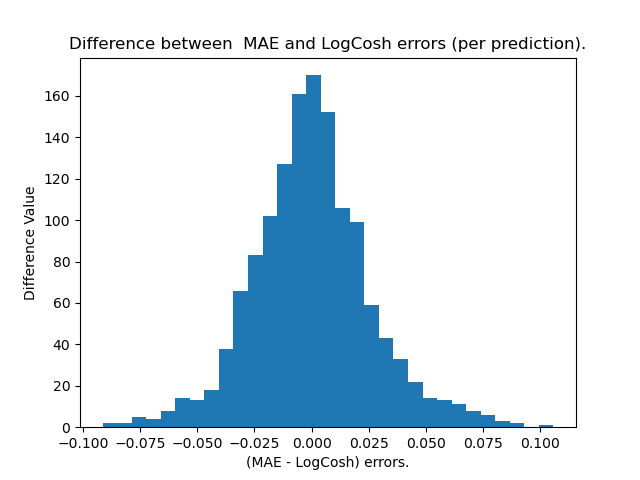 Difference between  MAE and LogCosh errors (per prediction).
160
140
120
100
80
60
40
20
0
Difference Value
−0.100 −0.075 −0.050 −0.025 0.000 0.025 0.050 0.075 0.100
(MAE - LogCosh) errors.